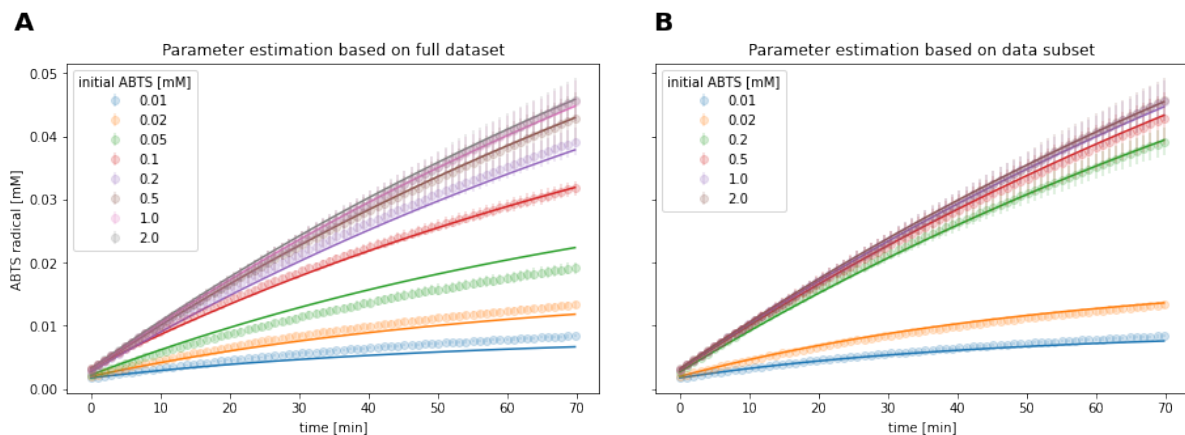 A
Parameter estimation based on full dataset
0.05
0.04
0.03
0.02
0.01
0.00
ABTS radical [mM]
initial ABTS [mM]
0.01
0.02
0.05
0.1
0.2
0.5
1.0
2.0
0 10 20 30 40 50 60 70
time [min]
B
Parameter estimation based on data subset
initial ABTS [mM]
0.01
0.02
0.2
0.5
1.0
2.0
0 10 20 30 40 50 60 70
time [min]